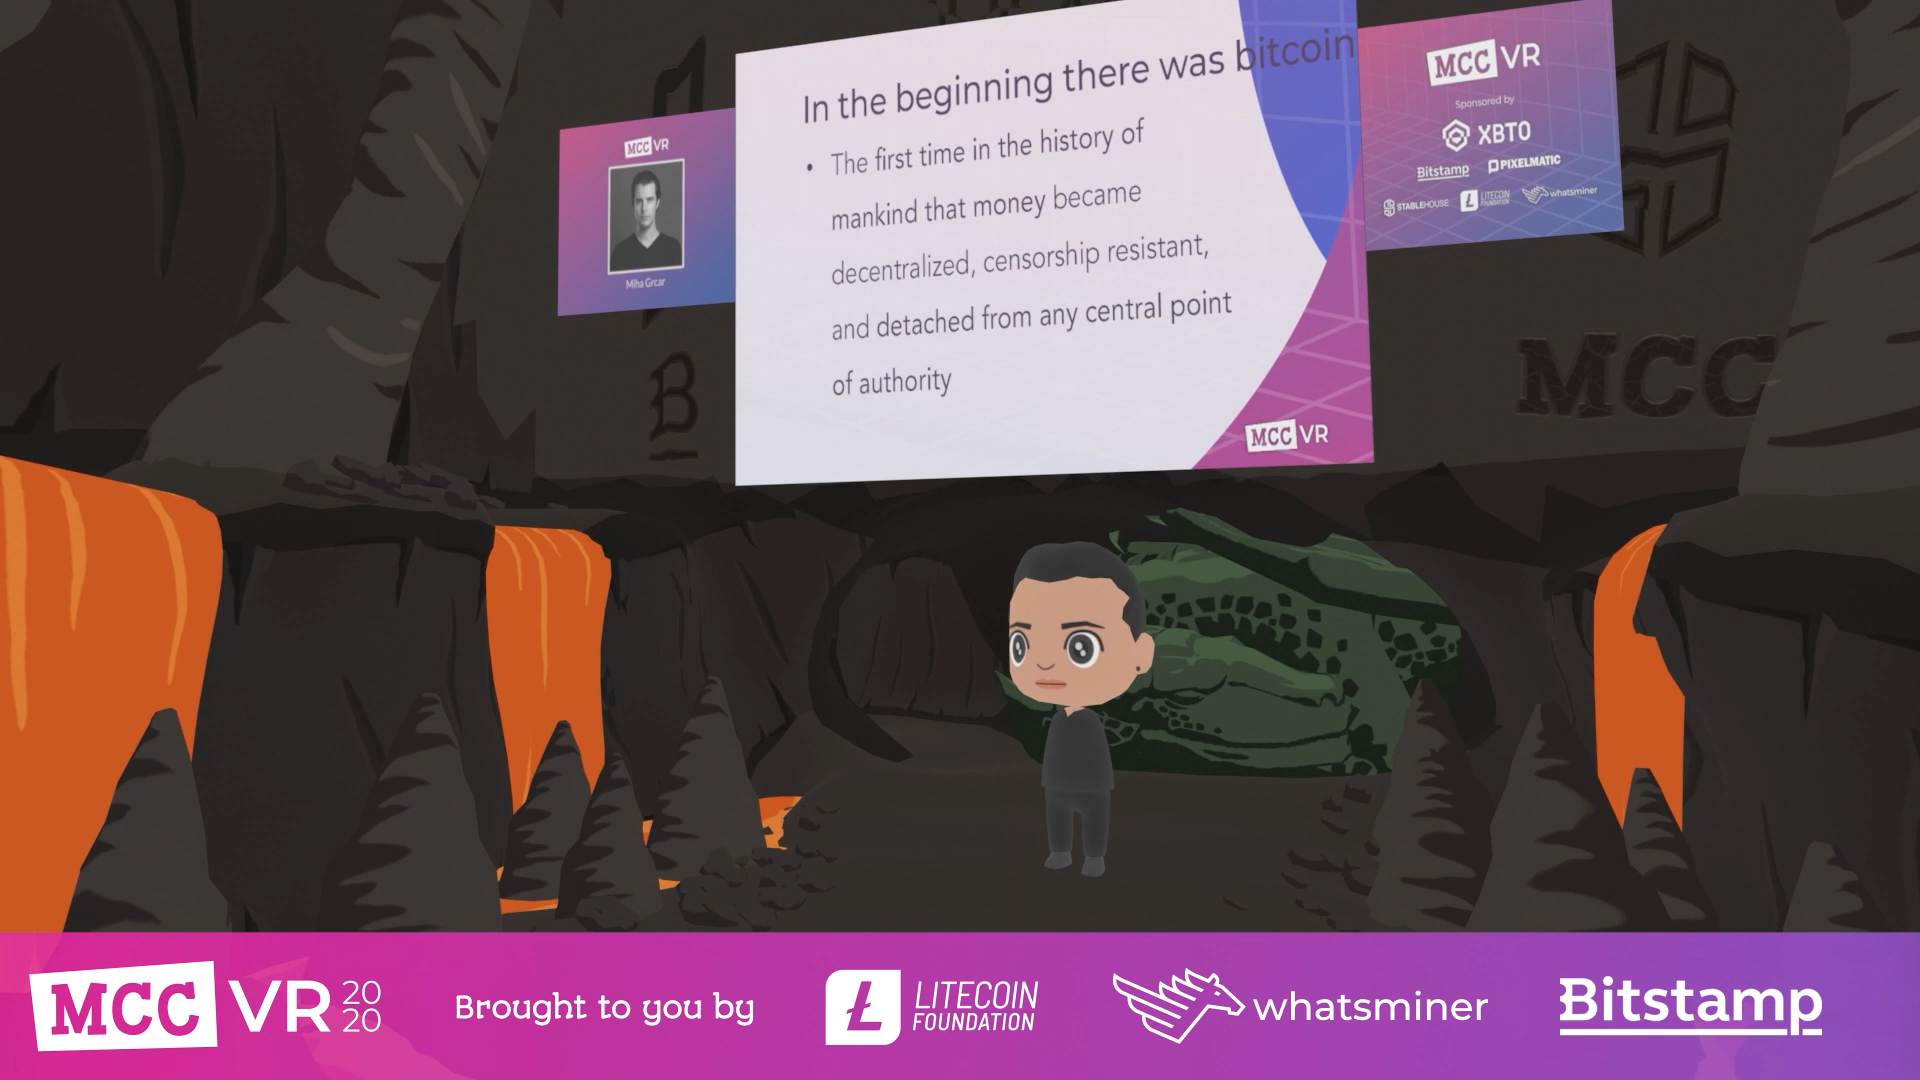 MCC VR
Miha Grcar
In the beginning there was bitcoin
• The first time in the history of
mankind that money became
decentralized, censorship resistant,
and detached from any central point
of authority
MCC VR
MCC VR
Sponsored by
XBTO
Bitstamp PIXELMATIC
STABLEHOUSE LITECOIN FOUNDATION whatsminer
B
MCC
MCC VR 20 20 Brought to you by LITECOIN FOUNDATION whatsminer Bitstamp